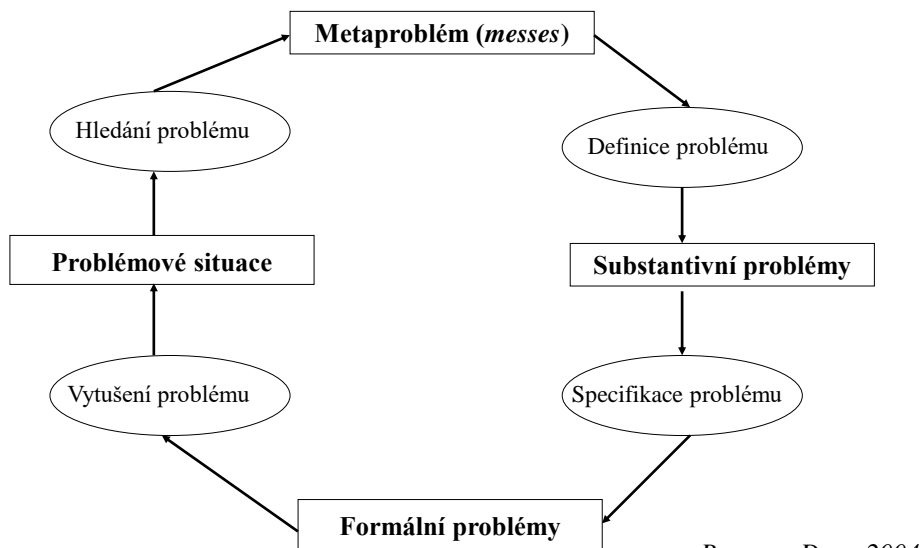 Metaproblém (messes)
Hledání problému
Definice problému
Problémové situace
Substantivní problémy
Vytušení problému
Specifikace problému
Formální problémy